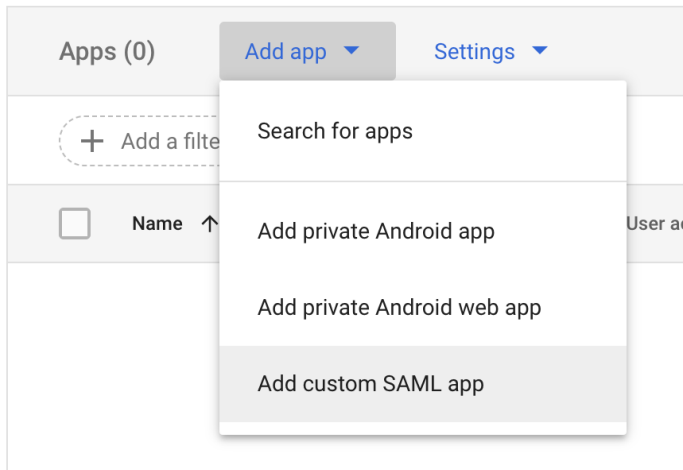 Apps (0) Add app Settings
Search for apps
Add a filte
Add private Android app
Name User a
Add private Android web app
Add custom SAML app